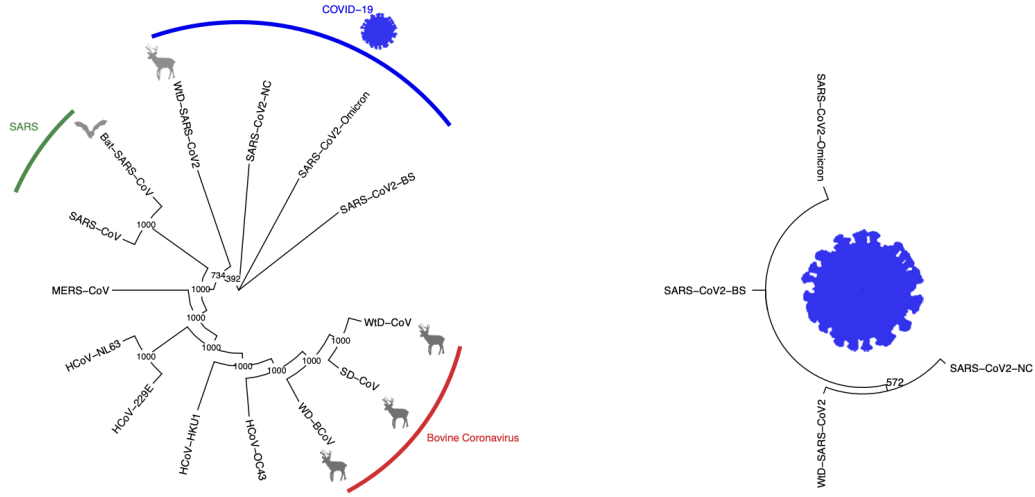 COVID−19
SARS
WtD−SARS−CoV2
SARS−CoV2−NC
SARS−CoV2−Omicron
SARS−CoV2−BS
Bat−SARS−CoV
SARS−CoV
1000
734
392
1000
MERS−CoV
1000
HCoV−NL63
1000
HCoV−229E
1000
HCoV−HKU1
1000
HCoV−OC43
1000
WD−BCoV
1000
SD−CoV
1000
WtD−CoV
Bovine Coronavirus
SARS−CoV2−Omicron
SARS−CoV2−BS
SARS−CoV2−NC
572
WtD−SARS−CoV2